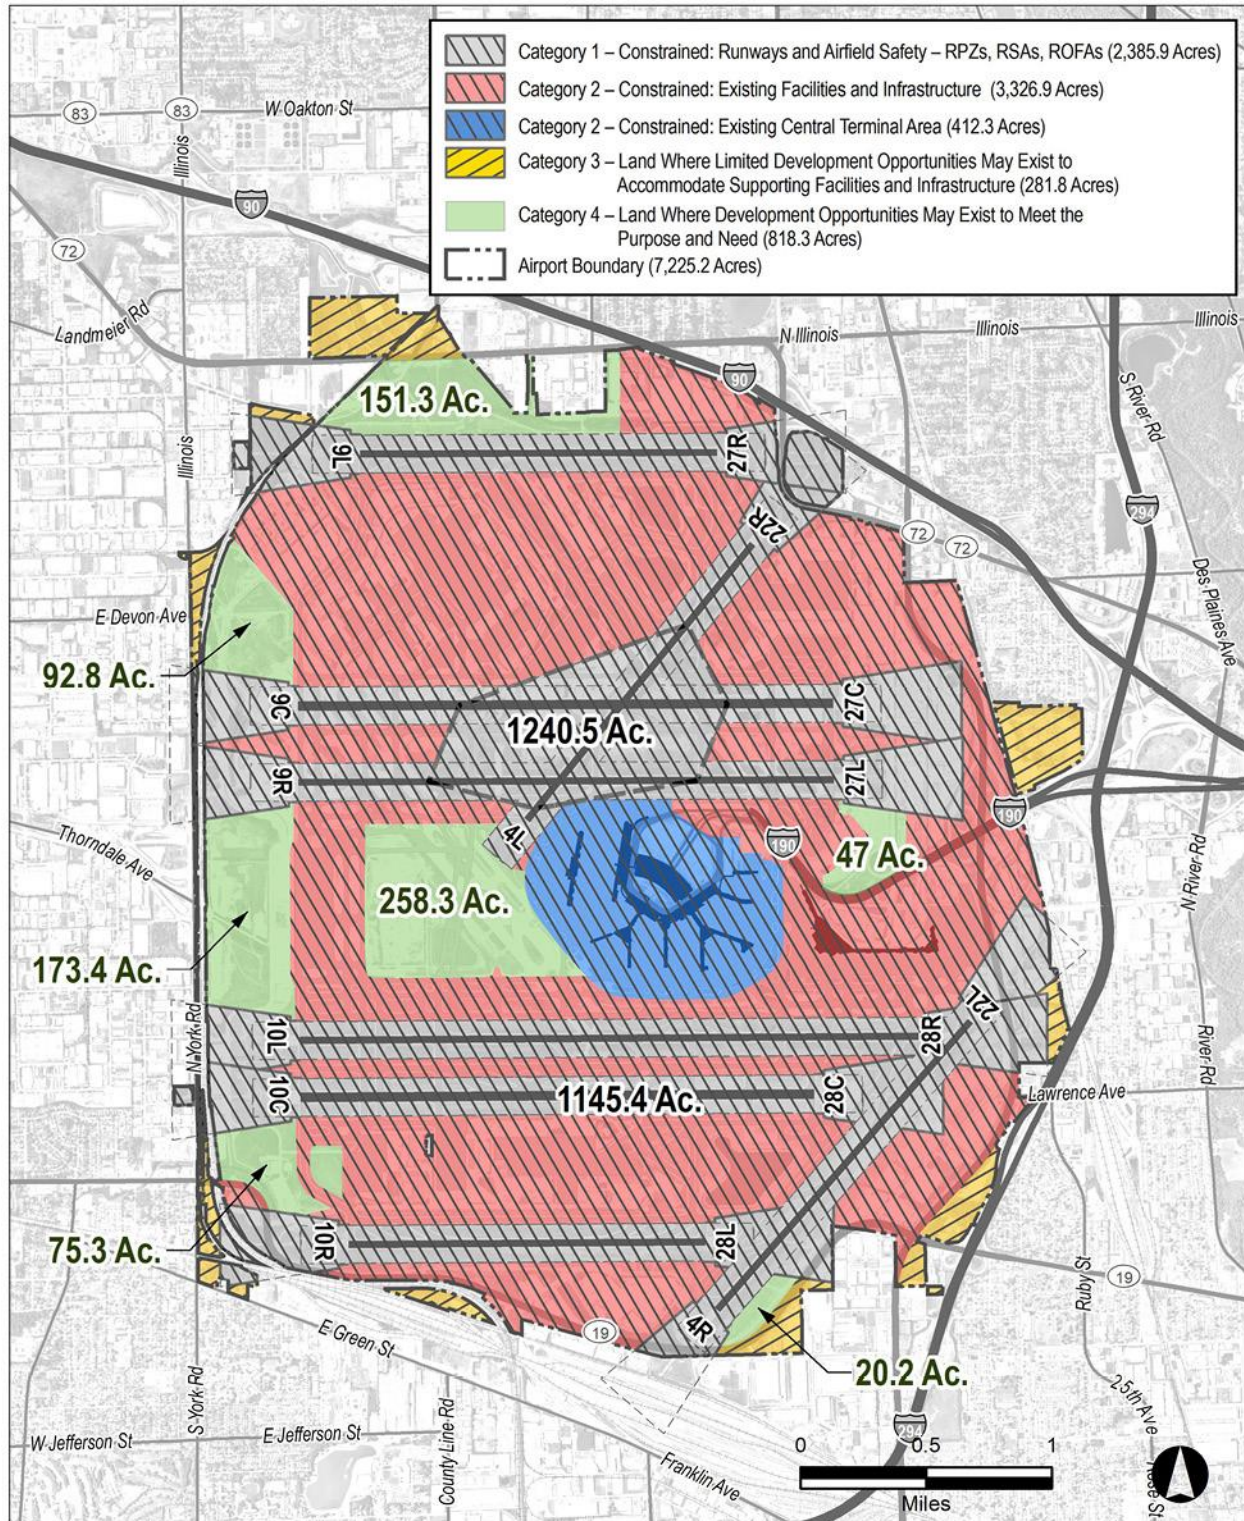 Category 1 – Constrained: Runways and Airfield Safety – RPZs, RSAs, ROFAs (2,385.9 Acres)
Category 2 – Constrained: Existing Facilities and Infrastructure (3,326.9 Acres)
Category 2 – Constrained: Existing Central Terminal Area (412.3 Acres)
Category 3 – Land Where Limited Development Opportunities May Exist to
Accommodate Supporting Facilities and Infrastructure (281.8 Acres)
Category 4 – Land Where Development Opportunities May Exist to Meet the
Purpose and Need (818.3 Acres)
Airport Boundary (7,225.2 Acres)
83
83
W Oakton St
Illinois
90
72
Landmeier Rd
N Illinois
Illinois
Illinois
90
S River Rd
151.3 Ac.
Illinois
9L
27R
294
22R
72
72
Des Plaines Ave
E Devon Ave
92.8 Ac.
9C
27C
1240.5 Ac.
9R
27L
190
Thorndale Ave
4L
190
47 Ac.
N River Rd
258.3 Ac.
173.4 Ac.
N York Rd
10L
28R
22L
River Rd
10C
1145.4 Ac.
28C
Lawrence Ave
75.3 Ac.
10R
28L
Ruby St
19
4R
19
E Green St
20.2 Ac.
25th Ave
S York Rd
W Jefferson St
E Jefferson St
County Line Rd
Franklin Ave
294
0 0.5 1
Miles
Rose St